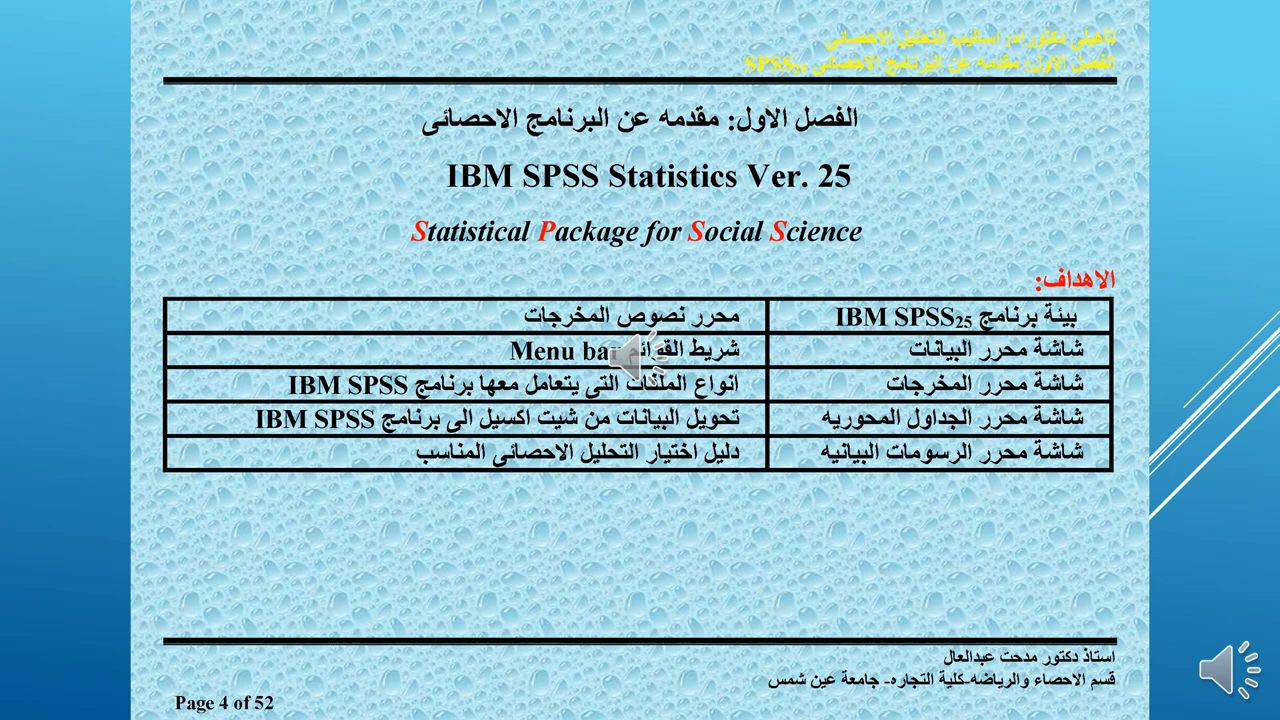 تأهيلى دكتوراه: اساليب التحليل الاحصائى
الفصل الاول: مقدمه عن البرنامج الاحصائى SPSS25
الفصل الاول: مقدمه عن البرنامج الاحصائى
IBM SPSS Statistics Ver. 25
Statistical Package for Social Science
الاهداف:
بيئة برنامج IBM SPSS25
محرر نصوص المخرجات
شاشة محرر البيانات
شريط القوائم Menu bar
شاشة محرر المخرجات
انواع الملفات التى يتعامل معها برنامج IBM SPSS
شاشة محرر الجداول المحوريه
تحويل البيانات من شيت اكسيل الى برنامج IBM SPSS
شاشة محرر الرسومات البيانيه
دليل اختيار التحليل الاحصائى المناسب
استاذ دكتور مدحت عبدالعال
قسم الاحصاء والرياضه-كلية التجاره- جامعة عين شمس
Page 4 of 52